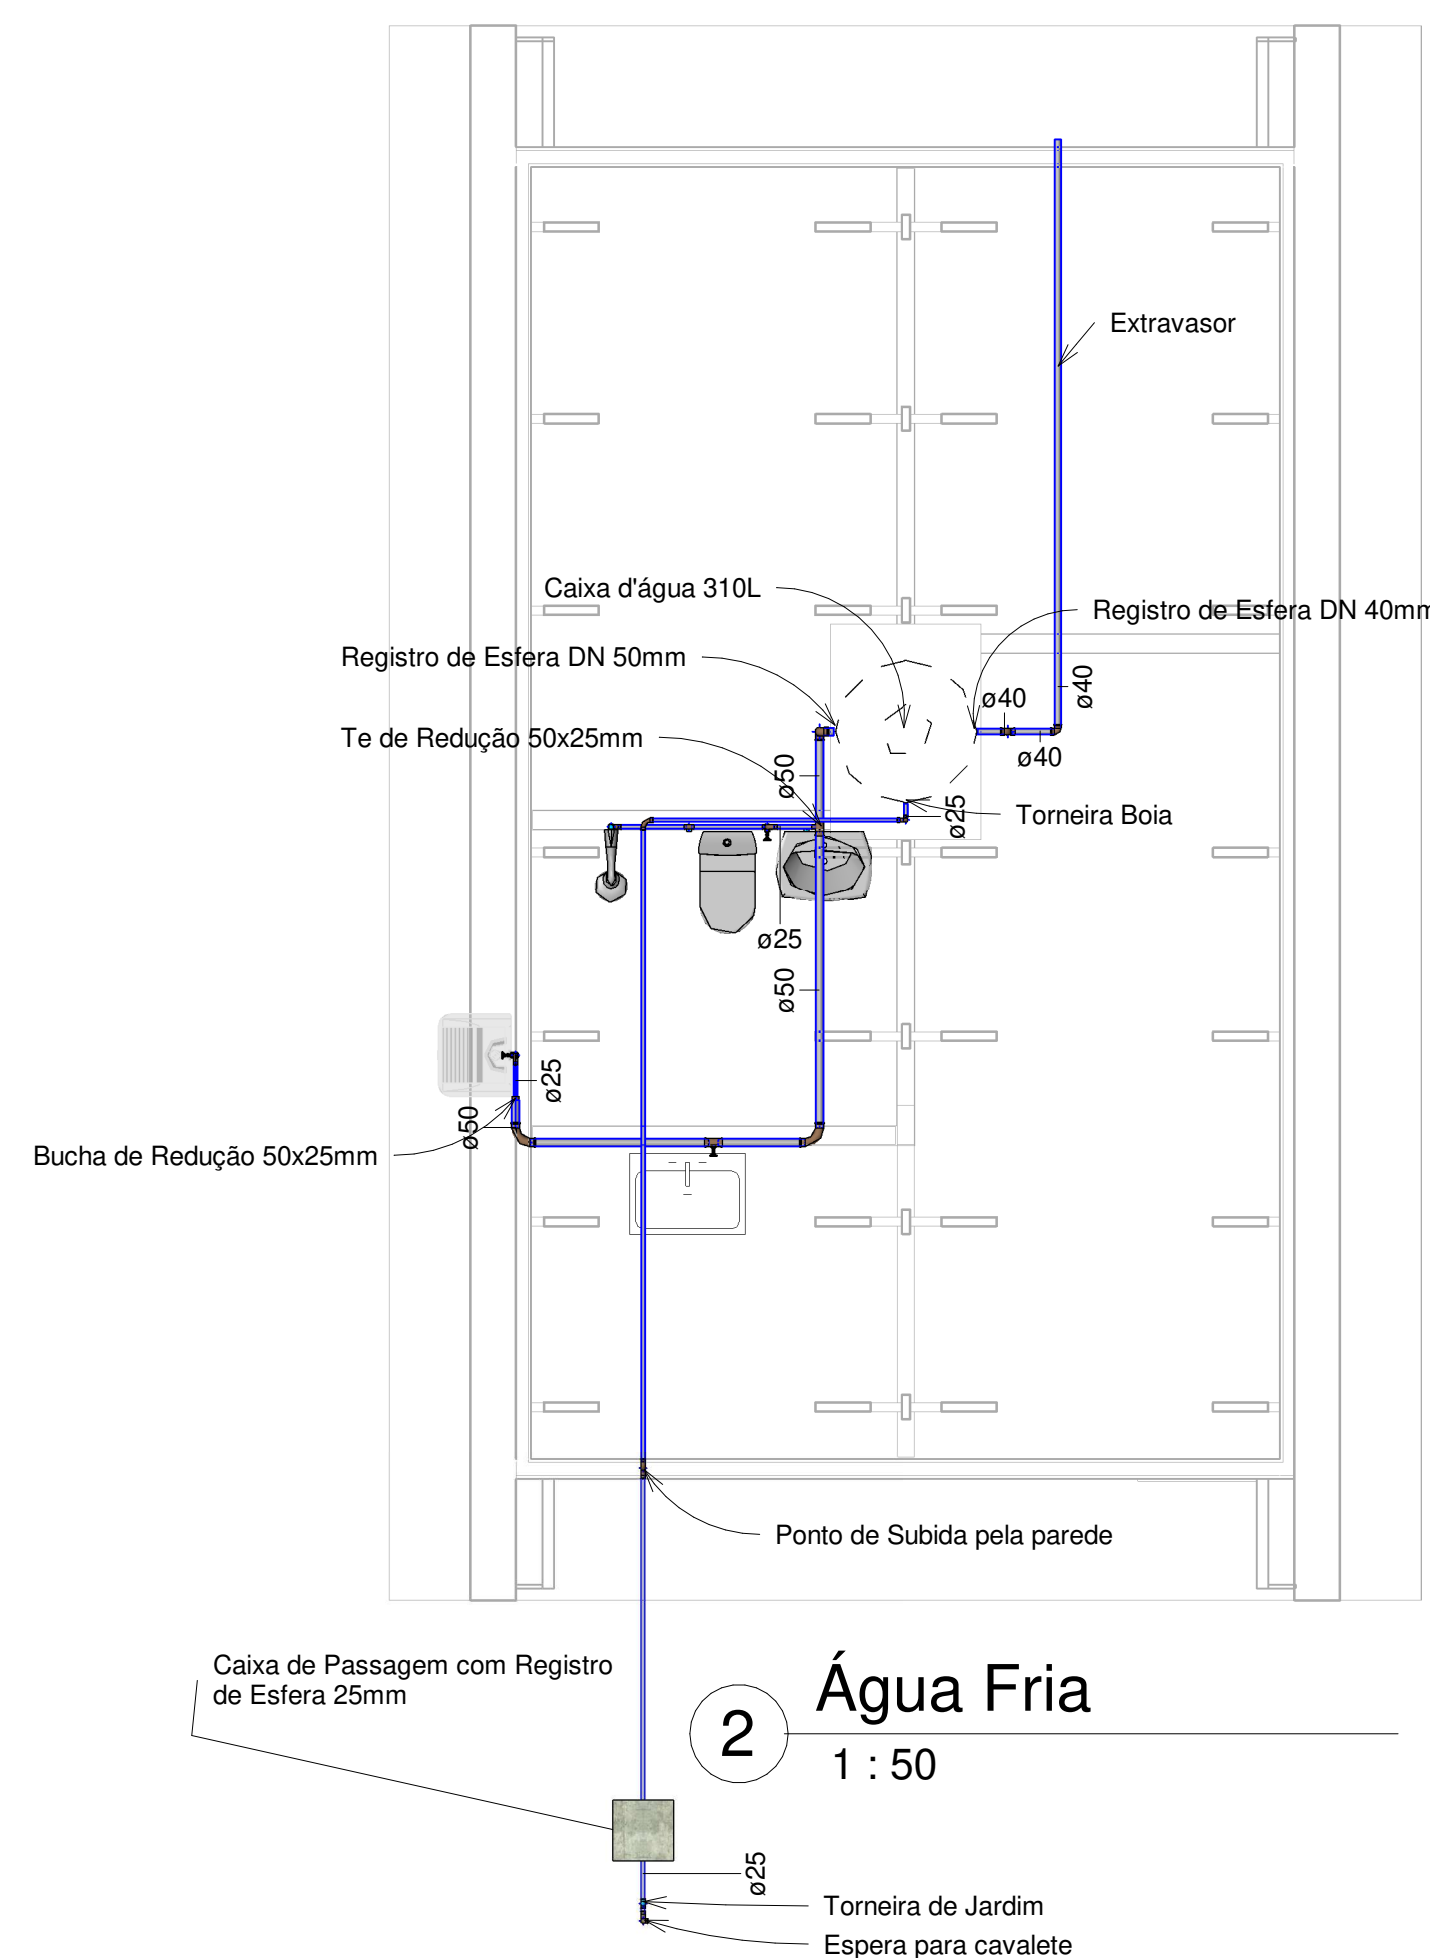 Extravasor
Caixa d'água 310L
Registro de Esfera DN 40mm
Registro de Esfera DN 50mm
ø40
ø40
Te de Redução 50x25mm
ø40
ø50
ø25
Torneira Boia
ø25
ø50
ø25
ø50
Bucha de Redução 50x25mm
Ponto de Subida pela parede
Caixa de Passagem com Registro
de Esfera 25mm
2
Água Fria
1 : 50
ø25
Torneira de Jardim
Espera para cavalete